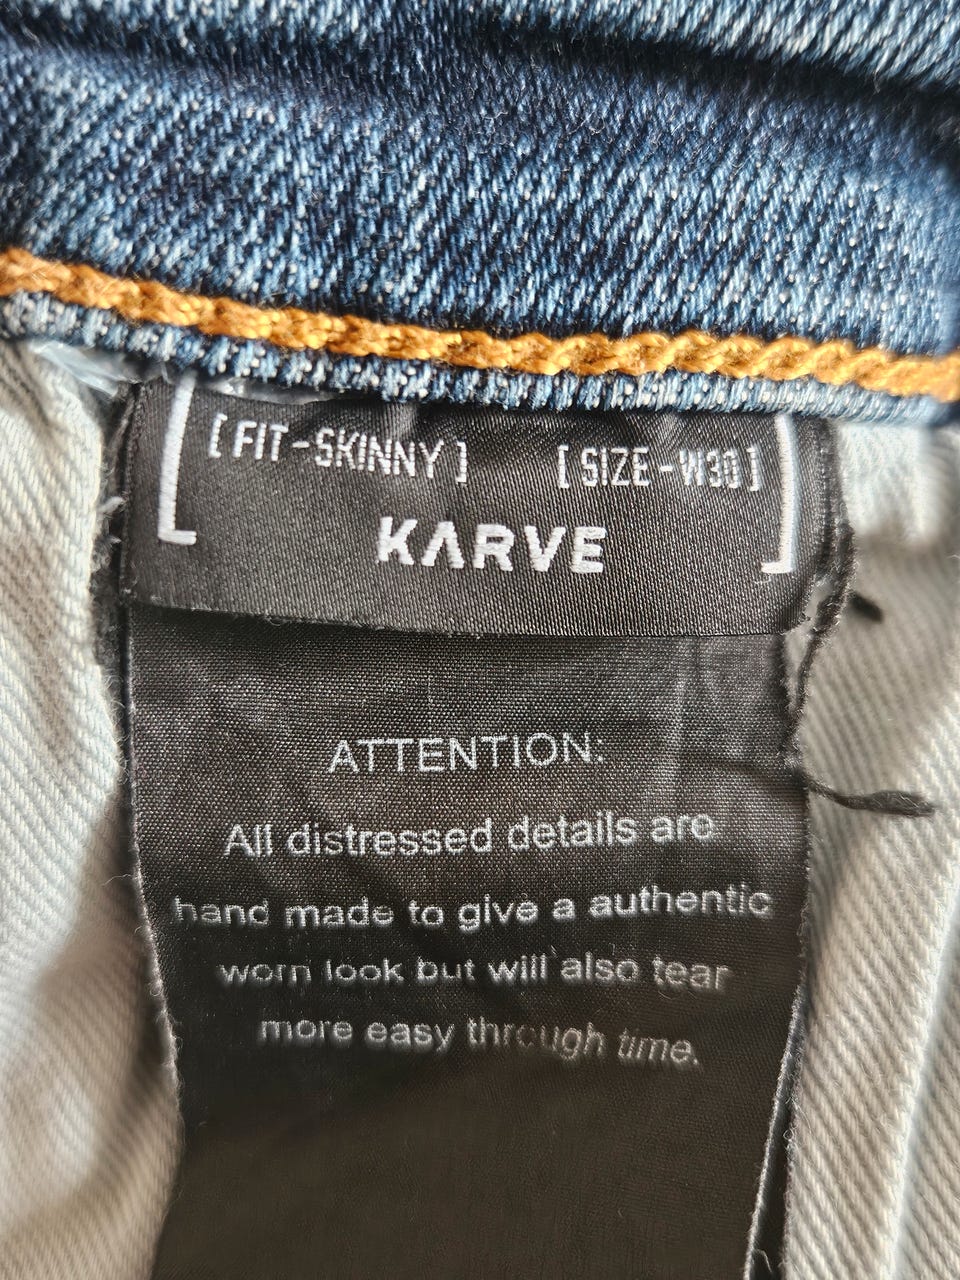 [FIT-SKINNY] [SIZE-W30]
KARVE
ATTENTION:
All distressed details are
hand made to give a authentic
worn look but will also tear
more easy through time.